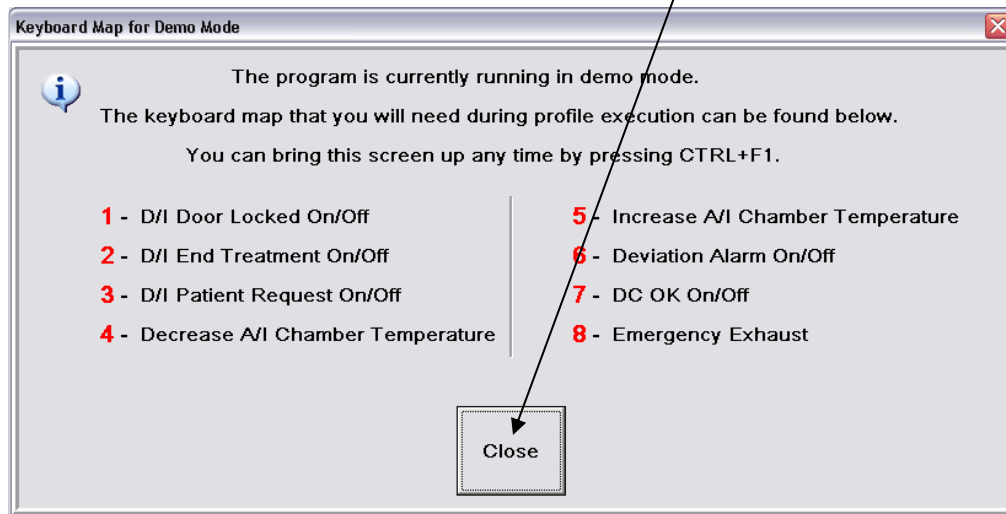 Keyboard Map for Demo Mode
The program is currently running in demo mode.
The keyboard map that you will need during profile execution can be found below.
You can bring this screen up any time by pressing CTRL+F1.
1 - D/I Door Locked On/Off
2 - D/I End Treatment On/Off
3 - D/I Patient Request On/Off
4 - Decrease A/I Chamber Temperature
5 - Increase A/I Chamber Temperature
6 - Deviation Alarm On/Off
7 - DC OK On/Off
8 - Emergency Exhaust
Close